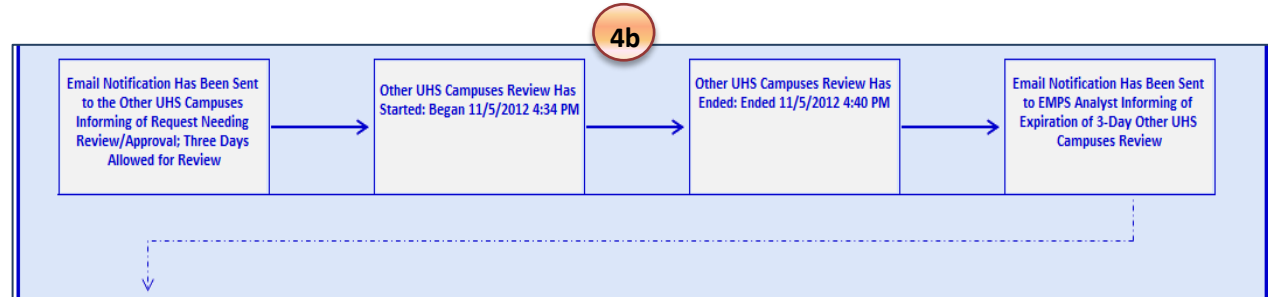 4b
Email Notification Has Been Sent
to the Other UHS Campuses
Informing of Request Needing
Review/Approval; Three Days
Allowed for Review
Other UHS Campuses Review Has
Started: Began 11/5/2012 4:34 PM
Other UHS Campuses Review Has
Ended: Ended 11/5/2012 4:40 PM
Email Notification Has Been Sent
to EMPS Analyst Informing of
Expiration of 3-Day Other UHS
Campuses Review